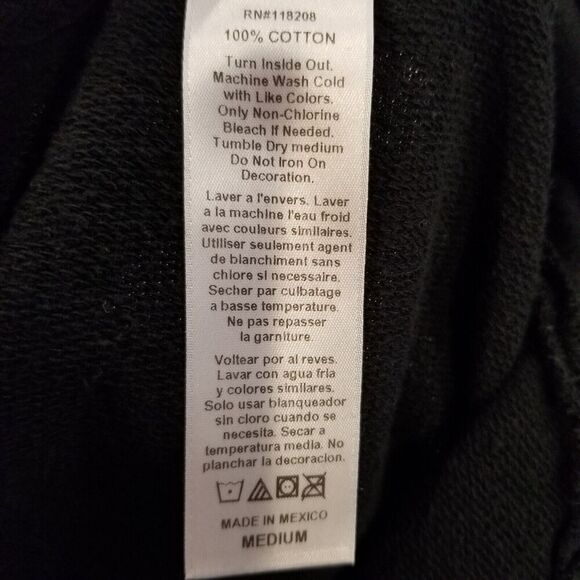 RN#118208
100% COTTON
Turn Inside Out.
Machine Wash Cold
with Like Colors.
Only Non-Chlorine
Bleach If Needed.
Tumble Dry medium
Do Not Iron On
Decoration.
Laver a l'envers. Laver
a la machine l'eau froid
avec couleurs similaires.
Utiliser seulement agent
de blanchiment sans
chlore si necessaire.
Secher par culbatage
a basse temperatura.
Ne pas repasser
la garniture.
Voltear por al reves.
Lavar con agua fria
y colores similares.
Solo usar blanqueador
sin cloro cuando se
necesita. Secar a
temperatura media. No
planchar la decoracion.
MADE IN MEXICO
MEDIUM